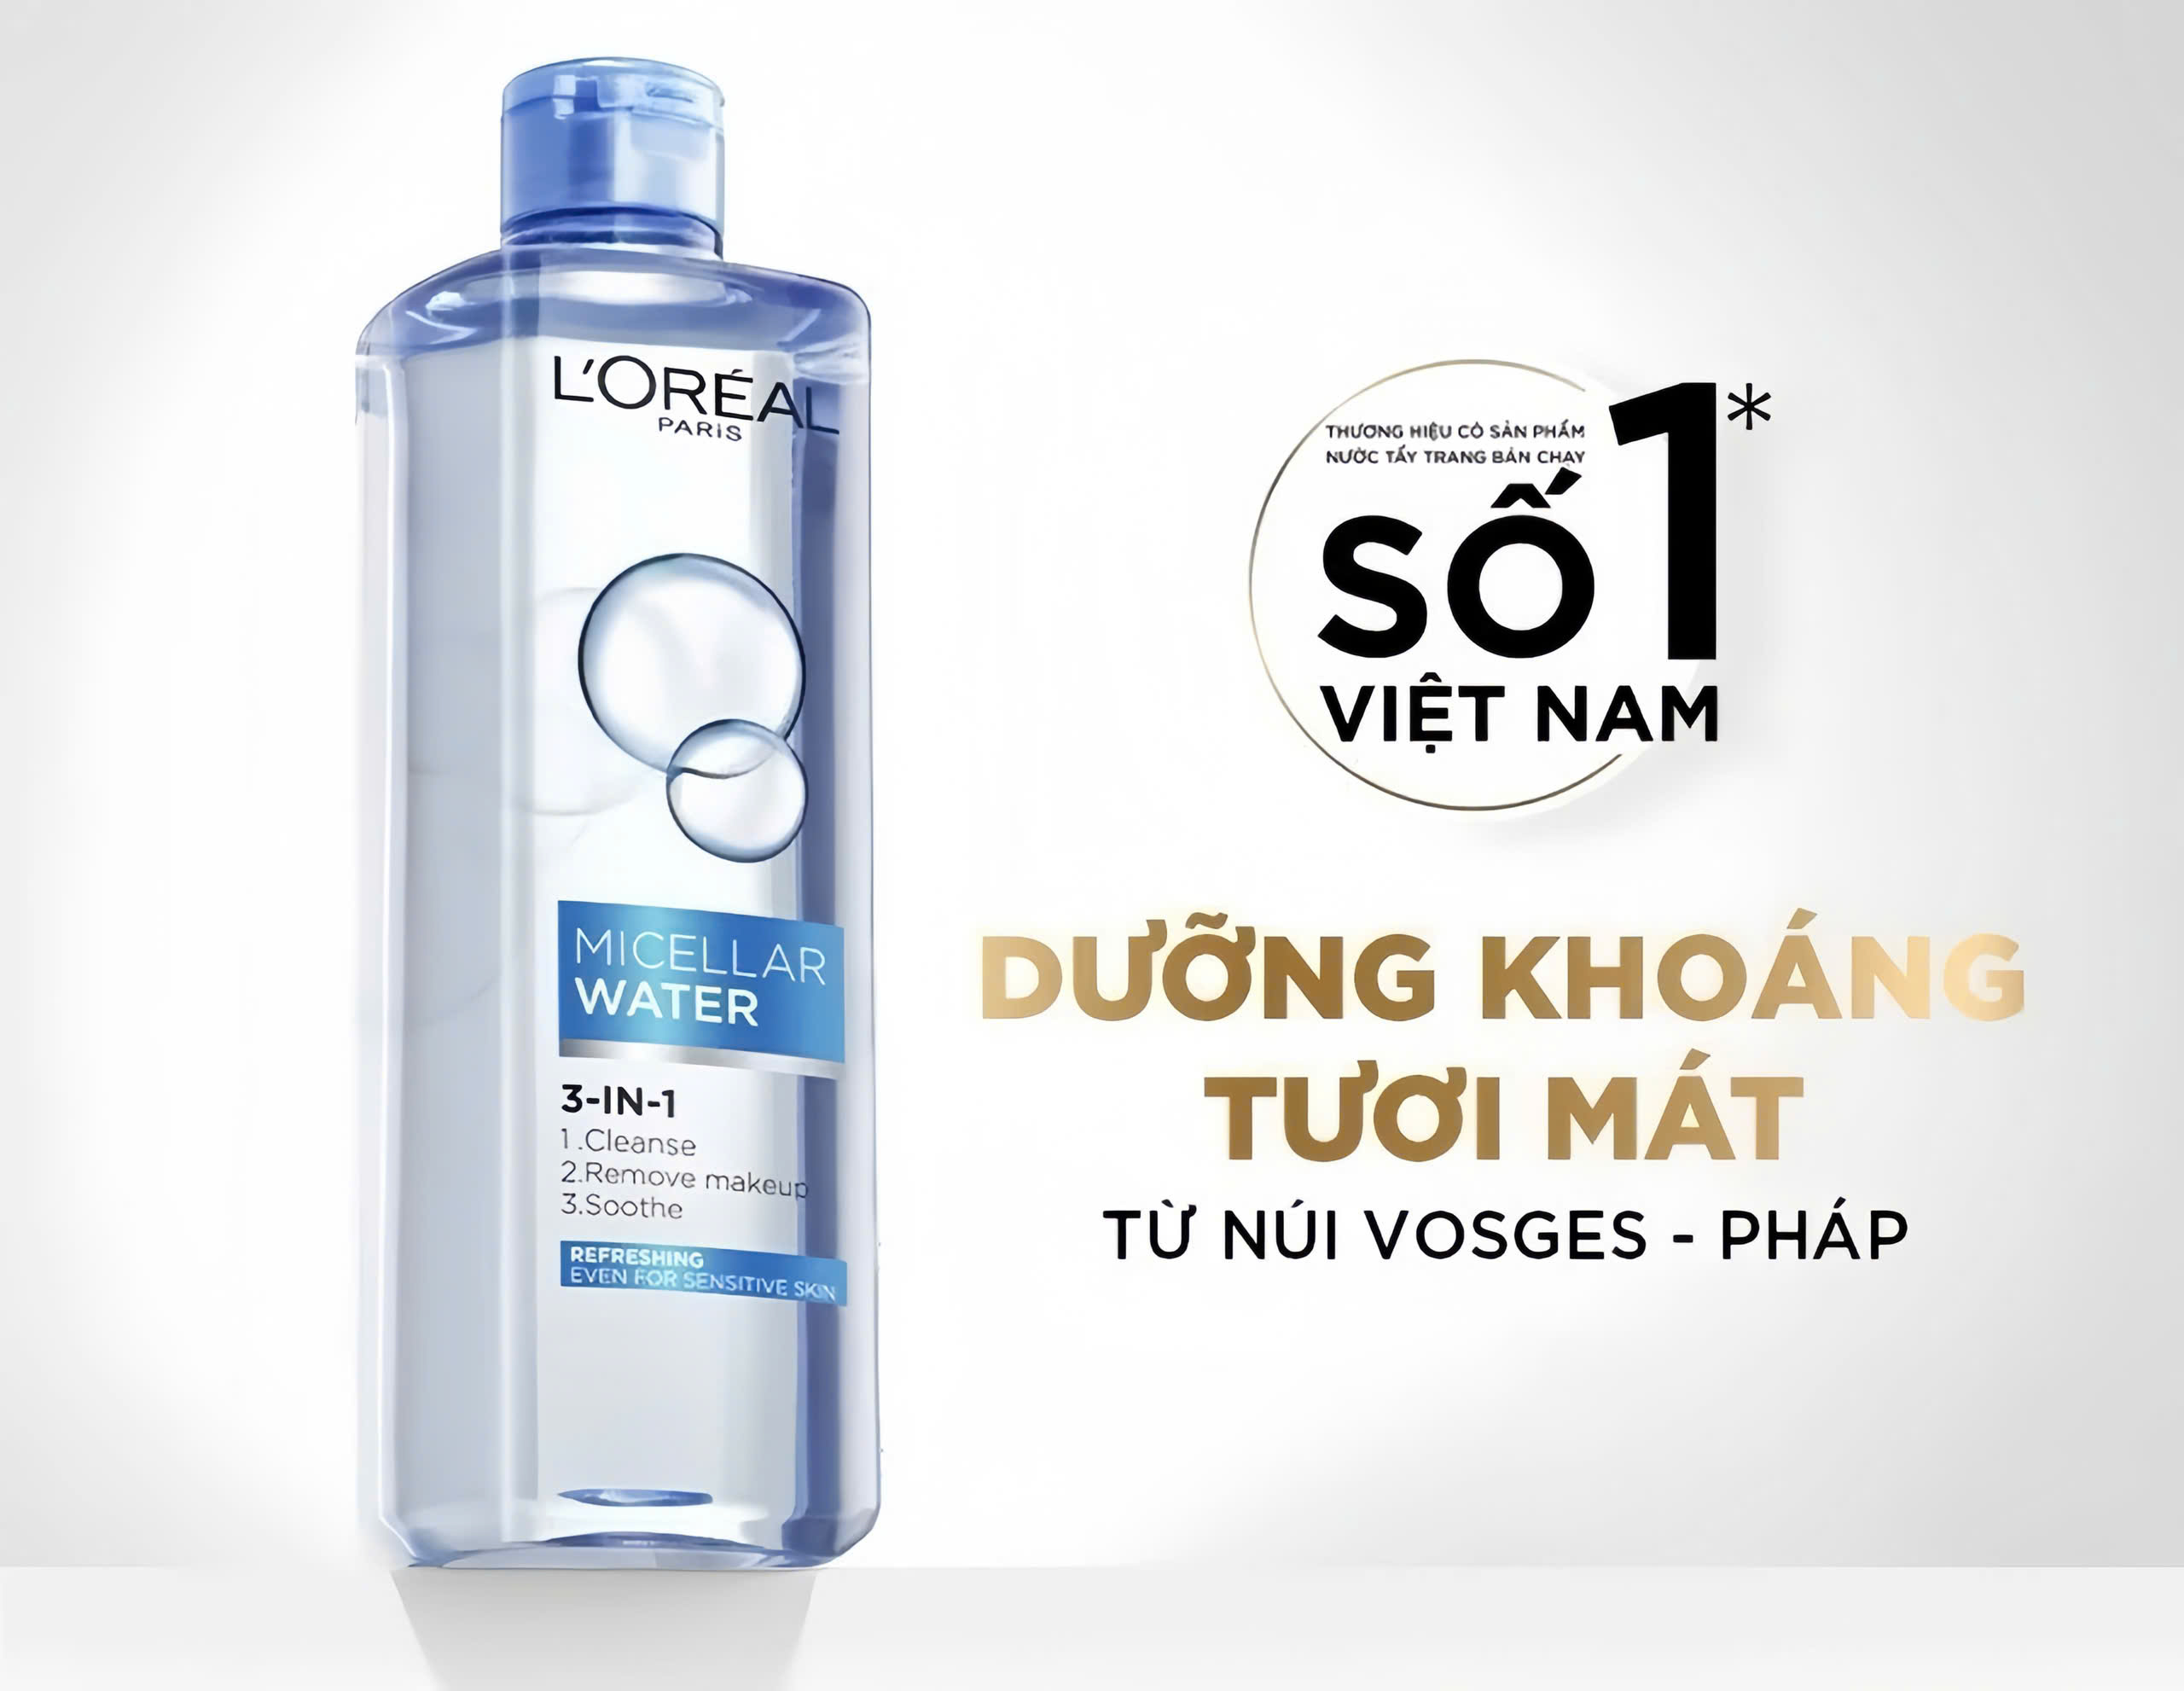 L'ORÉAL
PARIS
MICELLAR
WATER
3-IN-1
1.Cleanse
2.Remove makeup
3.Soothe
REFRESHING
EVEN FOR SENSITIVE SKIN
THƯƠNG HIỆU CÓ SẢN PHẨM
NƯỚC TẨY TRANG BÁN CHẠY
SỐ 1*
VIỆT NAM
DƯỠNG KHOÁNG
TƯƠI MÁT
TỪ NÚI VOSGES - PHÁP